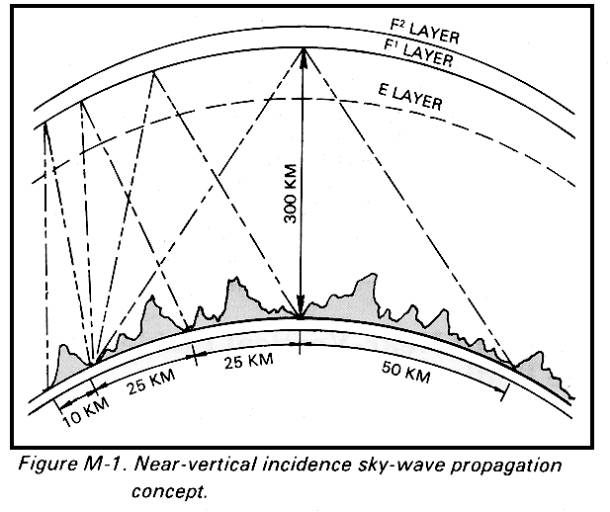 F² LAYER
F¹ LAYER
E LAYER
300 KM
10 KM
25 KM
25 KM
50 KM
Figure M-1. Near-vertical incidence sky-wave propagation
concept.